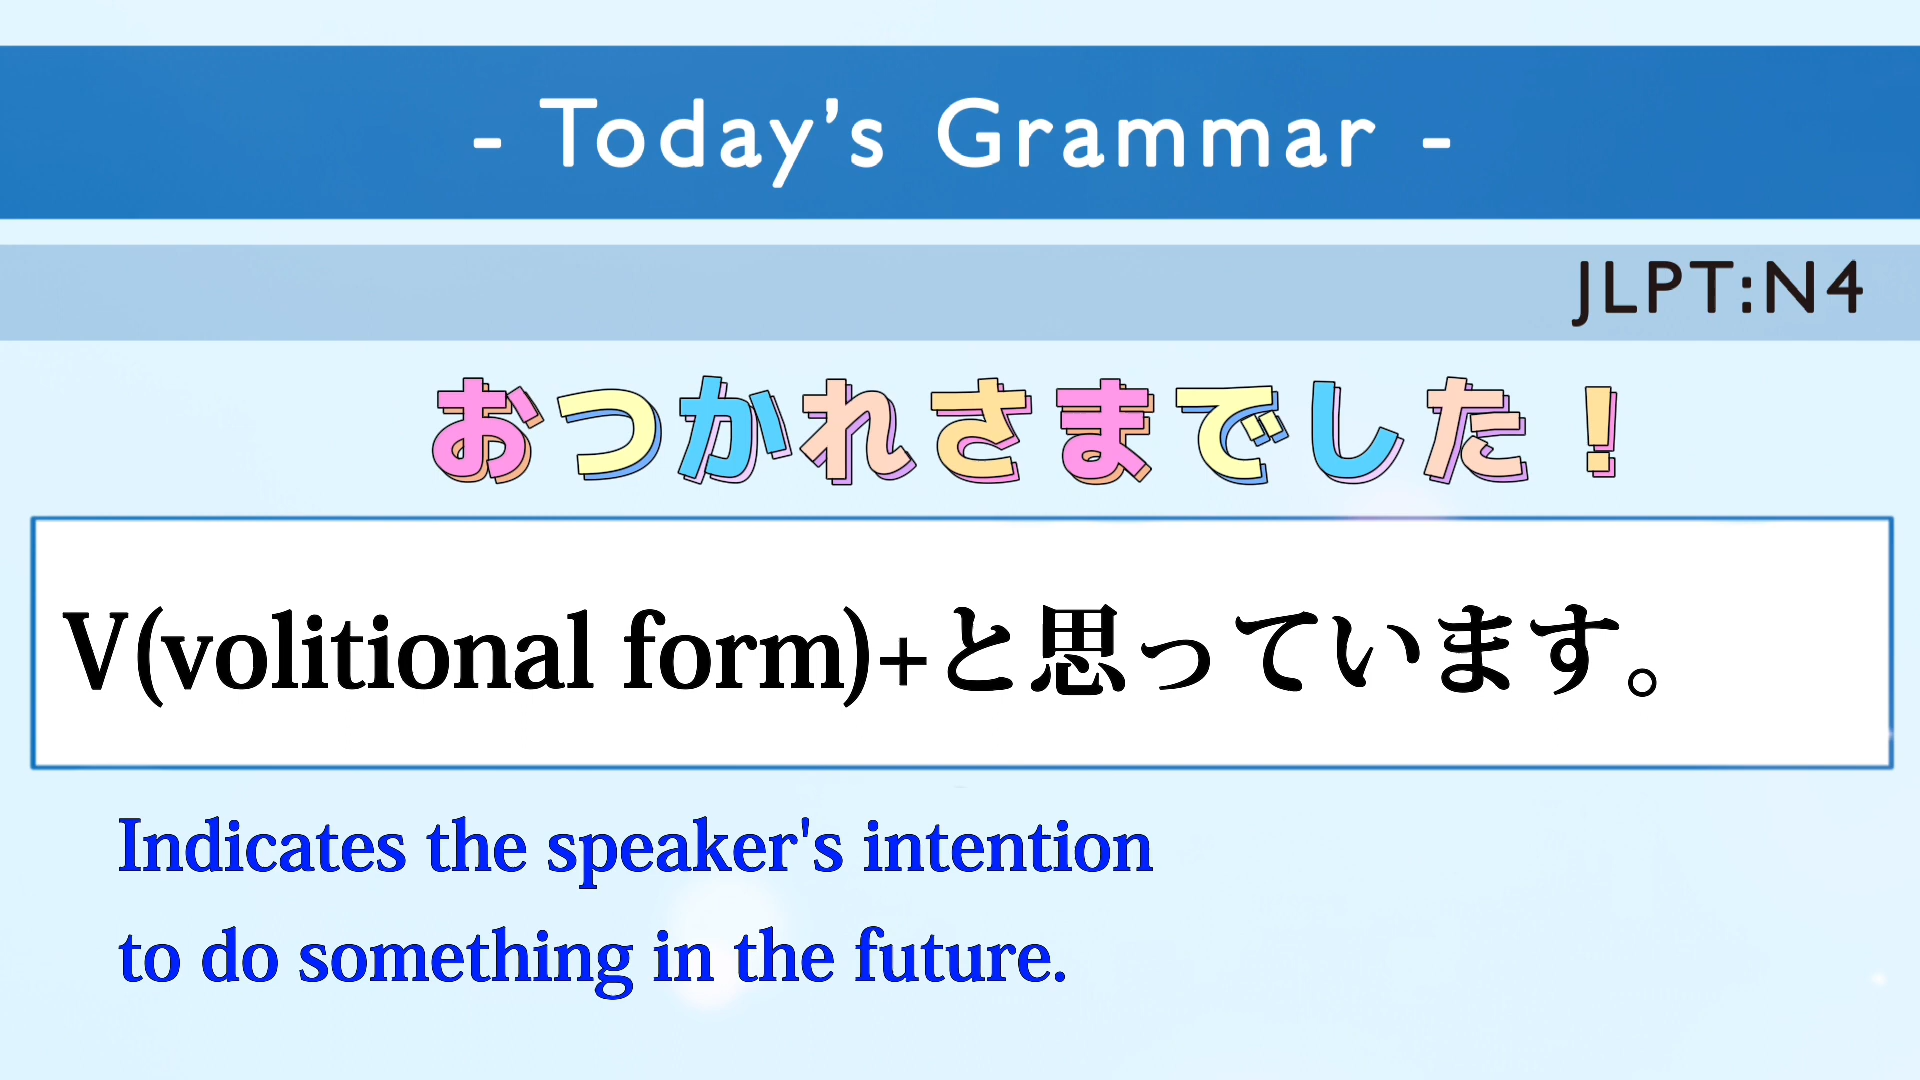 - Today’s Grammar -
JLPT:N4
おつかれさまでした！
V(volitional form)+と思っています。
Indicates the speaker's intention
to do something in the future.